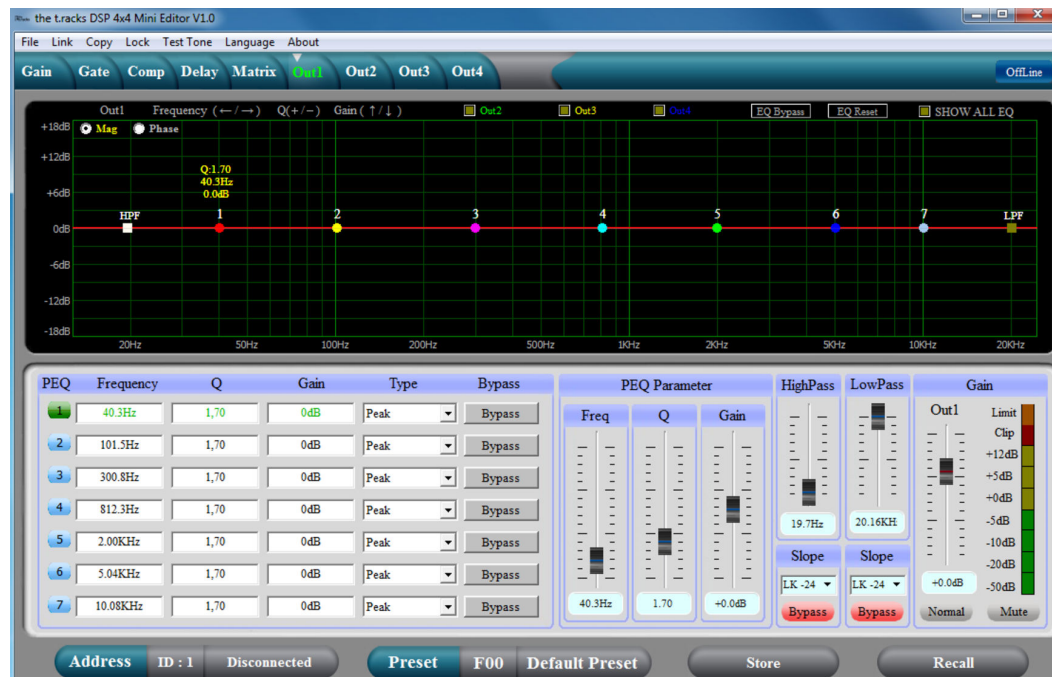 the t.racks DSP 4x4 Mini Editor V1.0
File Link Copy Lock Test Tone Language About
Gain Gate Comp Delay Matrix Out1 Out2 Out3 Out4 OffLine
Out1 Frequency (←/→) Q(+/−) Gain (↑/↓) Out2 Out3 Out4 EQ Bypass EQ Reset SHOW ALL EQ
+18dB Mag Phase
+12dB
Q:1.70
40.3Hz
+6dB 0.0dB
HPF 1 2 3 4 5 6 7 LPF
0dB
-6dB
-12dB
-18dB
20Hz 50Hz 100Hz 200Hz 500Hz 1KHz 2KHz 5KHz 10KHz 20KHz
PEQ Frequency Q Gain Type Bypass PEQ Parameter HighPass LowPass Gain
1 40.3Hz 1,70 0dB Peak Bypass Freq Q Gain Out1 Limit
Clip
2 101.5Hz 1,70 0dB Peak Bypass +12dB
3 300.8Hz 1,70 0dB Peak Bypass +5dB
+0dB
4 812.3Hz 1,70 0dB Peak Bypass 19.7Hz 20.16KH -5dB
5 2.00KHz 1,70 0dB Peak Bypass -10dB
Slope Slope -20dB
6 5.04KHz 1,70 0dB Peak Bypass LK -24 LK -24 +0.0dB -50dB
7 10.08KHz 1,70 0dB Peak Bypass 40.3Hz 1.70 +0.0dB Bypass Bypass Normal Mute
Address ID : 1 Disconnected Preset F00 Default Preset Store Recall